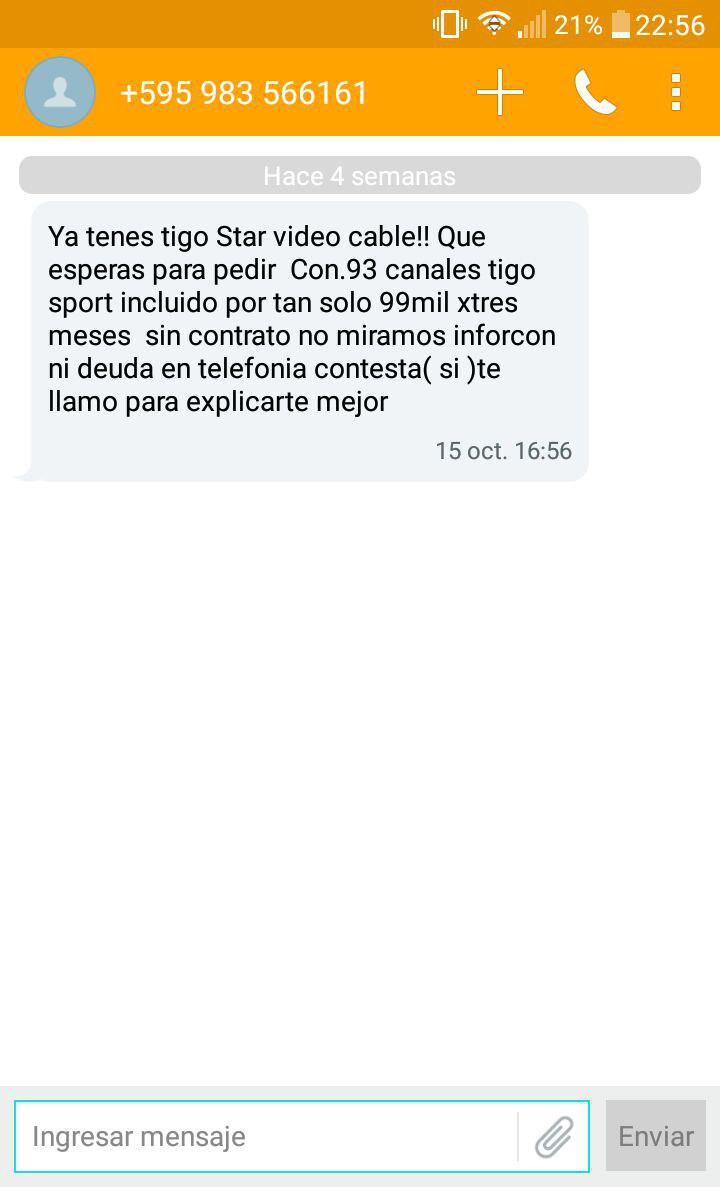 21% 22:56
+595 983 566161
Hace 4 semanas
Ya tenes tigo Star video cable!! Que
esperas para pedir  Con.93 canales tigo
sport incluido por tan solo 99mil xtres
meses  sin contrato no miramos inforcon
ni deuda en telefonia contesta( si )te
llamo para explicarte mejor
15 oct. 16:56
Ingresar mensaje
Enviar